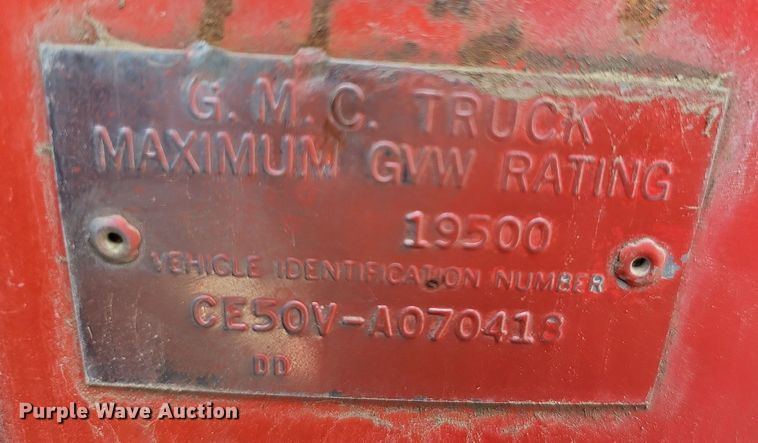 G. M. C. TRUCK
MAXIMUM GVW RATING
19500
VEHICLE IDENTIFICATION NUMBER
CE50V-A070418
DD
Purple Wave Auction